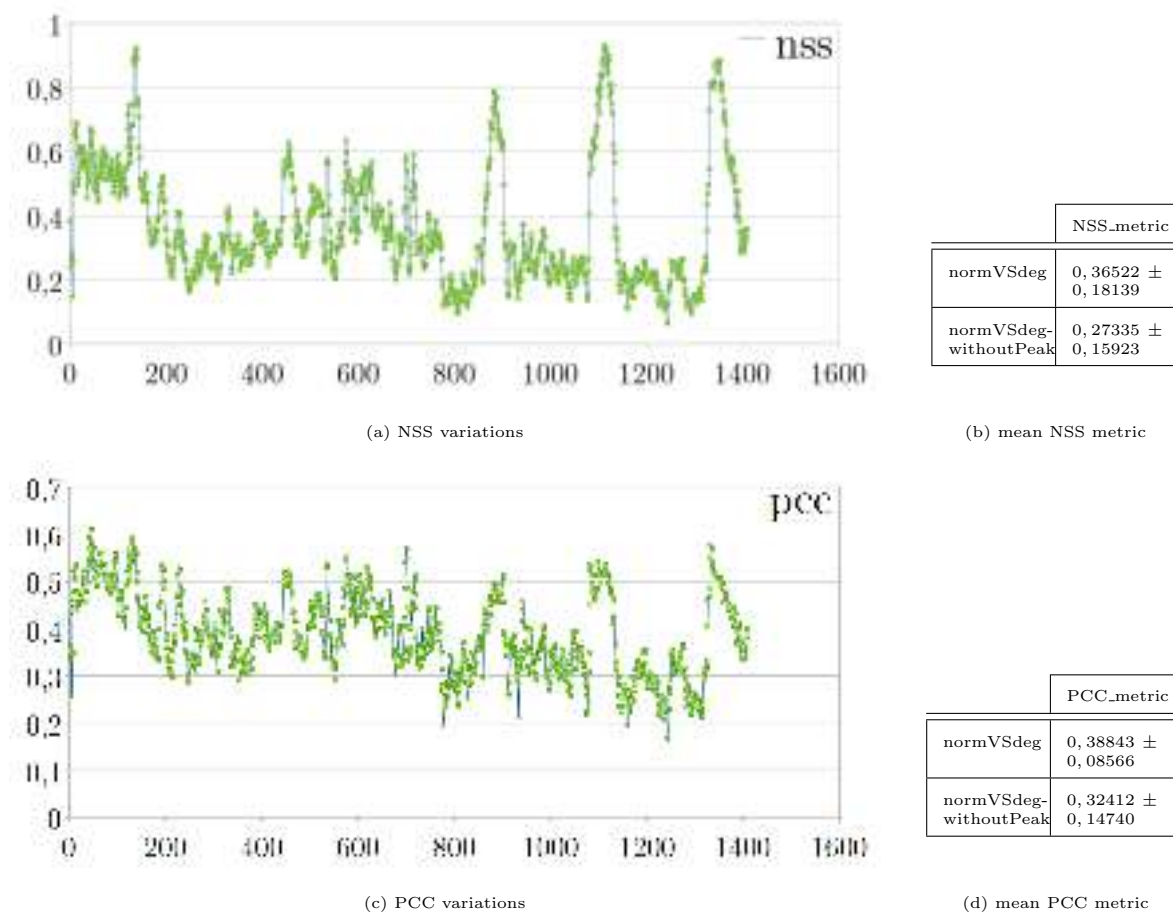 1
0,8
0,6
0,4
0,2
0
nss
0 200 400 600 800 1000 1200 1400 1600
(a) NSS variations
NSS_metric
normVSdeg 0, 36522 ±
0, 18139
normVSdeg- 0, 27335 ±
withoutPeak 0, 15923
(b) mean NSS metric
0,7
0,6
0,5
0,4
0,3
0,2
0,1
0
pcc
0 200 400 600 800 1000 1200 1400 1600
(c) PCC variations
PCC_metric
normVSdeg 0, 38843 ±
0, 08566
normVSdeg- 0, 32412 ±
withoutPeak 0, 14740
(d) mean PCC metric